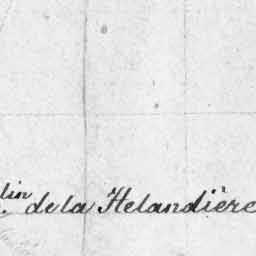 lin. de la Helandière